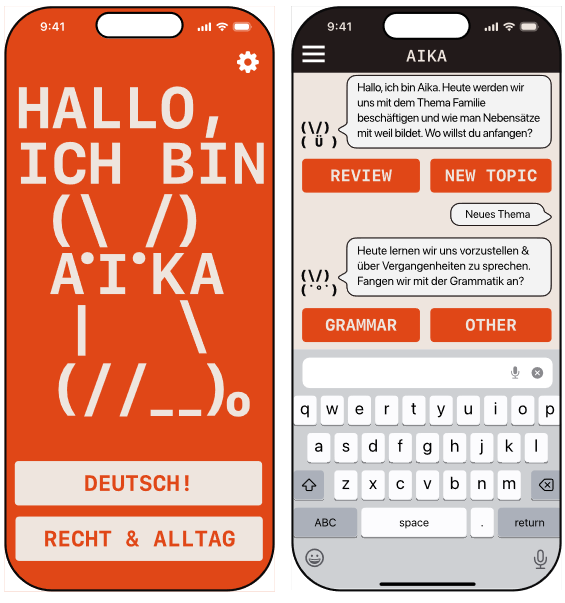 9:41
HALLO,
ICH BIN
(\ /)
A•I•KA
| \
(//__)o
DEUTSCH!
RECHT & ALLTAG
9:41
AIKA
Hallo, ich bin Aika. Heute werden wir
uns mit dem Thema Familie
beschäftigen und wie man Nebensätze
mit weil bildet. Wo willst du anfangen?
(\/)
( Ü )
REVIEW NEW TOPIC
Neues Thema
Heute lernen wir uns vorzustellen &
über Vergangenheiten zu sprechen.
Fangen wir mit der Grammatik an?
(\/)
(˙°˙)
GRAMMAR OTHER
q w e r t y u i o p
a s d f g h j k l
z x c v b n m
ABC space . return